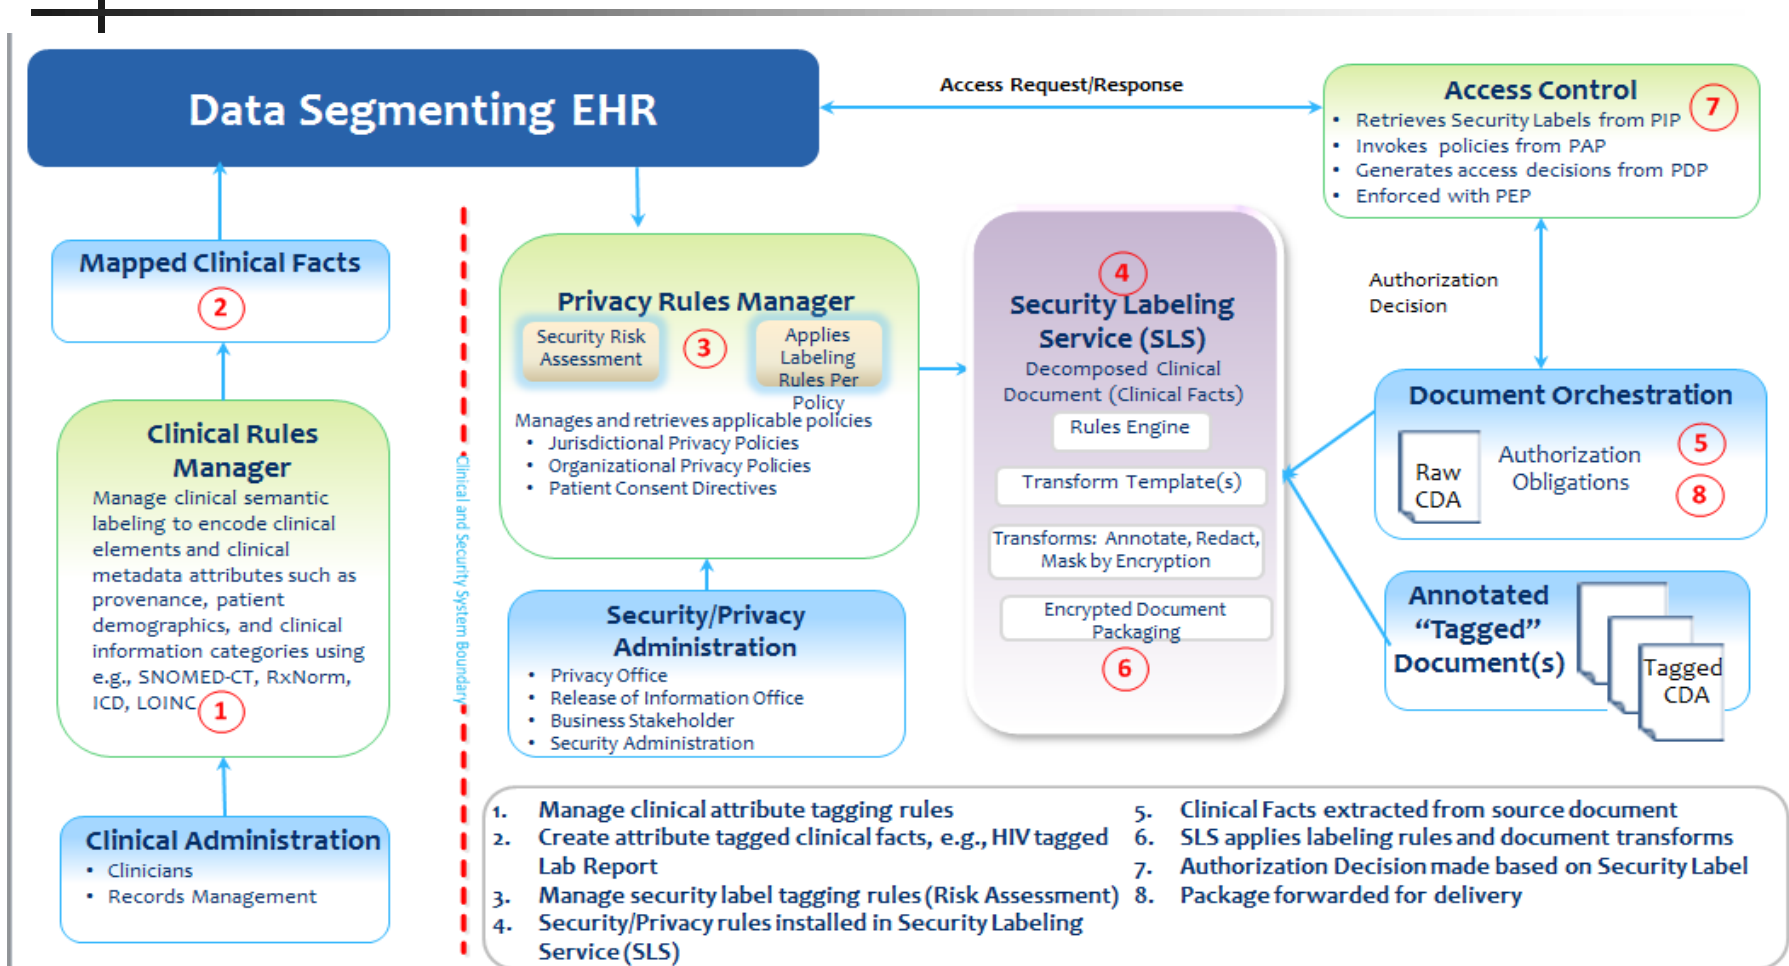 Data Segmenting EHR
Access Request/Response
Access Control
7
• Retrieves Security Labels from PIP
• Invokes policies from PAP
• Generates access decisions from PDP
• Enforced with PEP
Mapped Clinical Facts
2
Clinical Rules
Manager
Manage clinical semantic
labeling to encode clinical
elements and clinical
metadata attributes such as
provenance, patient
demographics, and clinical
information categories using
e.g., SNOMED-CT, RxNorm,
ICD, LOINC
1
Clinical Administration
• Clinicians
• Records Management
Clinical and Security System Boundary
Privacy Rules Manager
Security Risk
Assessment
3
Applies
Labeling
Rules Per
Policy
Manages and retrieves applicable policies
• Jurisdictional Privacy Policies
• Organizational Privacy Policies
• Patient Consent Directives
Security/Privacy
Administration
• Privacy Office
• Release of Information Office
• Business Stakeholder
• Security Administration
4
Security Labeling
Service (SLS)
Decomposed Clinical
Document (Clinical Facts)
Rules Engine
Transform Template(s)
Transforms: Annotate, Redact,
Mask by Encryption
Encrypted Document
Packaging
6
Authorization
Decision
Document Orchestration
Raw
CDA
Authorization
Obligations
5
8
Annotated
“Tagged”
Document(s)
Tagged
CDA
1. Manage clinical attribute tagging rules
2. Create attribute tagged clinical facts, e.g., HIV tagged
Lab Report
3. Manage security label tagging rules (Risk Assessment)
4. Security/Privacy rules installed in Security Labeling
Service (SLS)
5. Clinical Facts extracted from source document
6. SLS applies labeling rules and document transforms
7. Authorization Decision made based on Security Label
8. Package forwarded for delivery